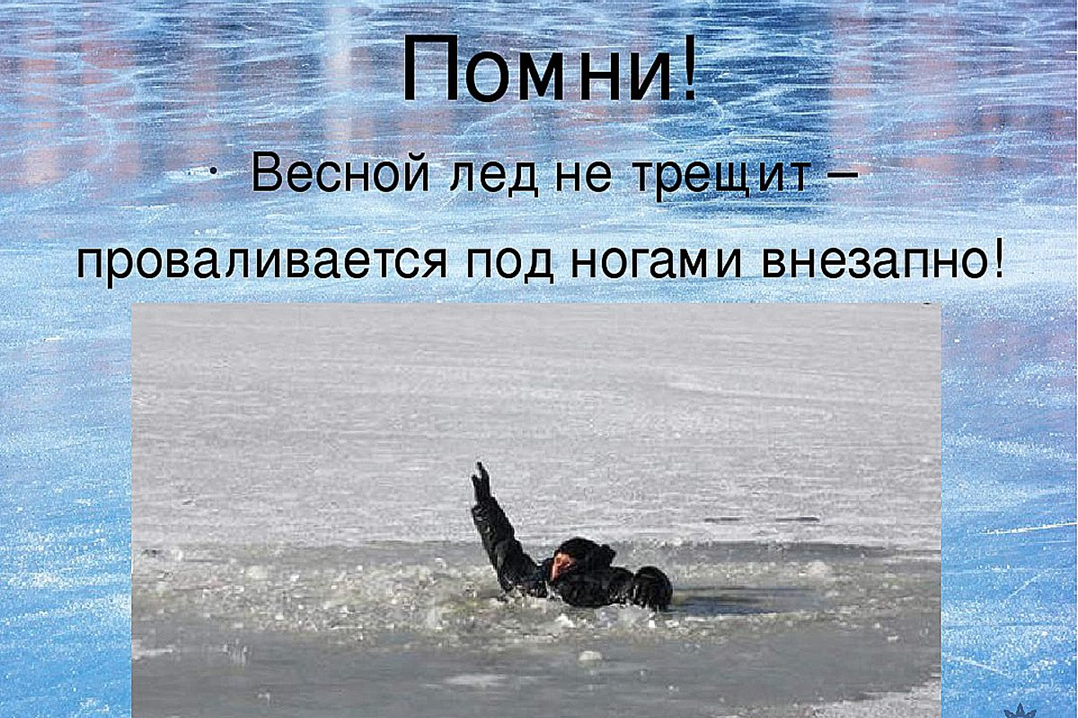 Помни!
· Весной лед не трещит –
проваливается под ногами внезапно!